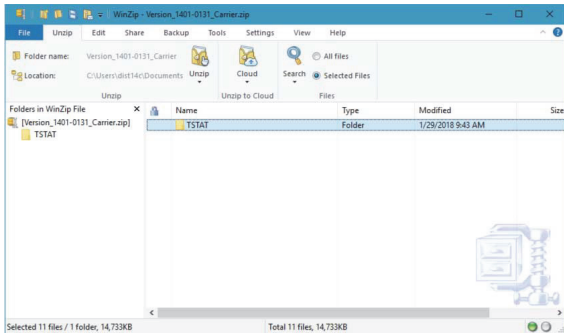 WinZip - Version_1401-0131_Carrier.zip
File Unzip Edit Share Backup Tools Settings View Help
Folder name: Version_1401-0131_Carrier
Location: C:\Users\dist14c\Documents
Unzip
Cloud
Search
All files
Selected Files
Unzip Unzip to Cloud Files
Folders in WinZip File
[Version_1401-0131_Carrier.zip]
TSTAT
Name Type Modified Size
TSTAT Folder 1/29/2018 9:43 AM
Selected 11 files / 1 folder, 14,733KB
Total 11 files, 14,733KB